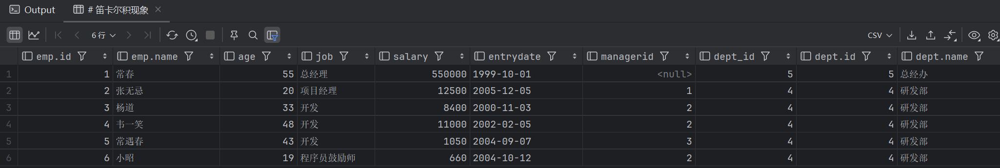 Output # 笛卡尔积现象
6 行 CSV
emp.id emp.name age job salary entrydate managerid dept_id dept.id dept.name
1 1 常春 55 总经理 550000 1999-10-01 <null> 5 5 总经办
2 2 张无忌 20 项目经理 12500 2005-12-05 1 4 4 研发部
3 3 杨道 33 开发 8400 2000-11-03 2 4 4 研发部
4 4 韦一笑 48 开发 11000 2002-02-05 2 4 4 研发部
5 5 常遇春 43 开发 1050 2004-09-07 3 4 4 研发部
6 6 小昭 19 程序员鼓励师 660 2004-10-12 2 4 4 研发部